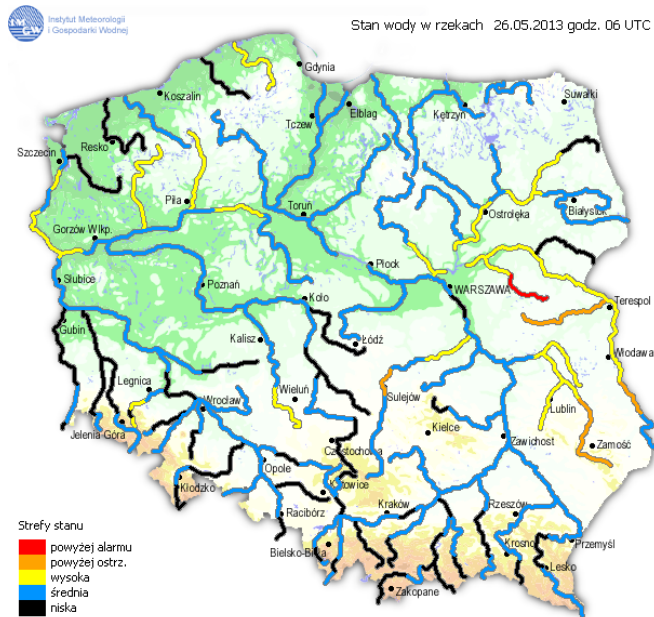 Instytut Meteorologii
i Gospodarki Wodnej
IMGW
Stan wody w rzekach 26.05.2013 godz. 06 UTC
Gdynia
Koszalin
Suwałki
Elbląg
Kętrzyn
Tczew
Resko
Szczecin
Piła
Białystok
Ostrołęka
Toruń
Gorzów Wlkp.
Płock
Słubice
Poznań
WARSZAWA
Koło
Terespol
Gubin
Kalisz
Łódź
Włodawa
Legnica
Wieluń
Sulejów
Lublin
Wrocław
Kielce
Jelenia Góra
Zawichost
Zamość
Częstochowa
Opole
Kłodzko
Katowice
Kraków
Rzeszów
Racibórz
Krosno
Przemyśl
Bielsko-Biała
Lesko
Zakopane
Strefy stanu
powyżej alarmu
powyżej ostrz.
wysoka
średnia
niska